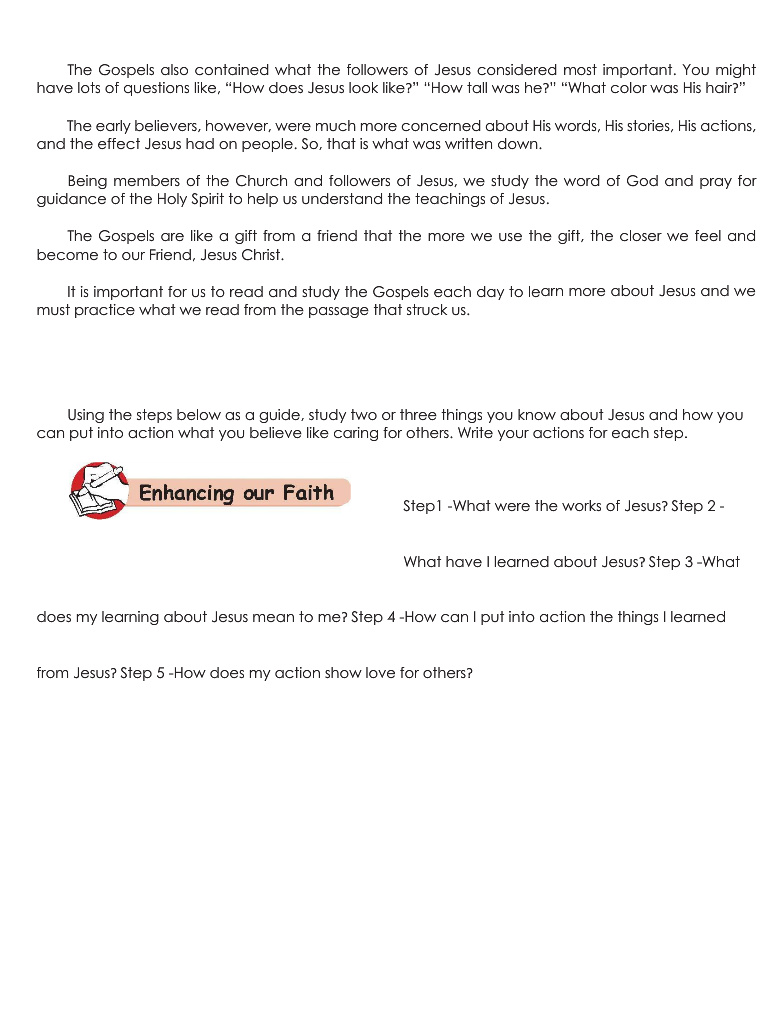 The Gospels also contained what the followers of Jesus considered most important. You might
have lots of questions like, “How does Jesus look like?” “How tall was he?” “What color was His hair?”
The early believers, however, were much more concerned about His words, His stories, His actions,
and the effect Jesus had on people. So, that is what was written down.
Being members of the Church and followers of Jesus, we study the word of God and pray for
guidance of the Holy Spirit to help us understand the teachings of Jesus.
The Gospels are like a gift from a friend that the more we use the gift, the closer we feel and
become to our Friend, Jesus Christ.
It is important for us to read and study the Gospels each day to learn more about Jesus and we
must practice what we read from the passage that struck us.
Using the steps below as a guide, study two or three things you know about Jesus and how you
can put into action what you believe like caring for others. Write your actions for each step.
Enhancing our Faith
Step1 -What were the works of Jesus? Step 2 -
What have I learned about Jesus? Step 3 -What
does my learning about Jesus mean to me? Step 4 -How can I put into action the things I learned
from Jesus? Step 5 -How does my action show love for others?